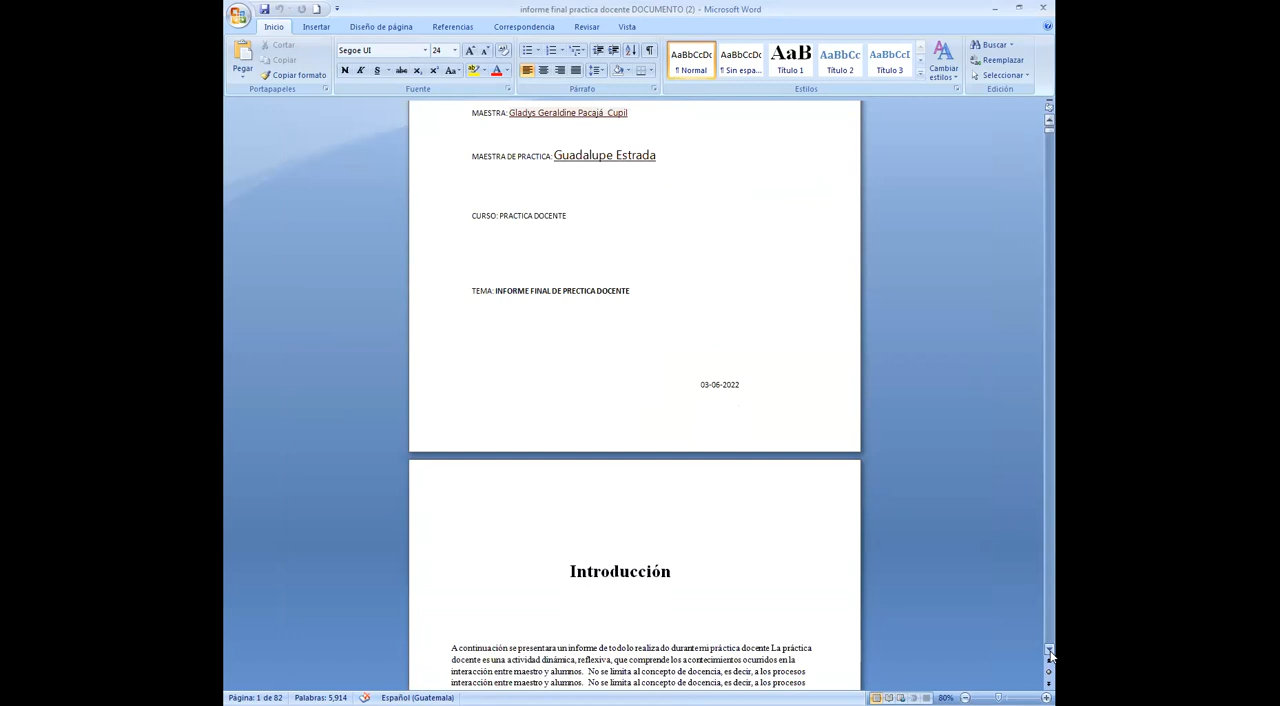 informe final practica docente DOCUMENTO (2) - Microsoft Word
Inicio Insertar Diseño de página Referencias Correspondencia Revisar Vista
Pegar
Cortar
Copiar
Copiar formato
Portapapeles
Segoe UI 24
N K S abc x₂ x² Aa
Fuente
Párrafo
AaBbCcDc AaBbCcDc AaB AaBbCc AaBbCcI
¶ Normal ¶ Sin espa... Título 1 Título 2 Título 3
Estilos
Cambiar estilos
Buscar
Reemplazar
Seleccionar
Edición
MAESTRA: Gladys Geraldine Pacajá Cupil
MAESTRA DE PRACTICA: Guadalupe Estrada
CURSO: PRACTICA DOCENTE
TEMA: INFORME FINAL DE PRECTICA DOCENTE
03-06-2022
Introducción
A continuación se presentara un informe de todo lo realizado durante mi práctica docente La práctica
docente es una actividad dinámica, reflexiva, que comprende los acontecimientos ocurridos en la
interacción entre maestro y alumnos. No se limita al concepto de docencia, es decir, a los procesos
interacción entre maestro y alumnos. No se limita al concepto de docencia, es decir, a los procesos
Página: 1 de 82 Palabras: 5,914 Español (Guatemala) 80%